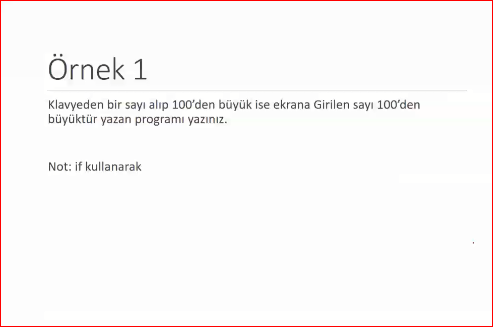 Örnek 1
Klavyeden bir sayı alıp 100’den büyük ise ekrana Girilen sayı 100’den
büyüktür yazan programı yazınız.
Not: if kullanarak